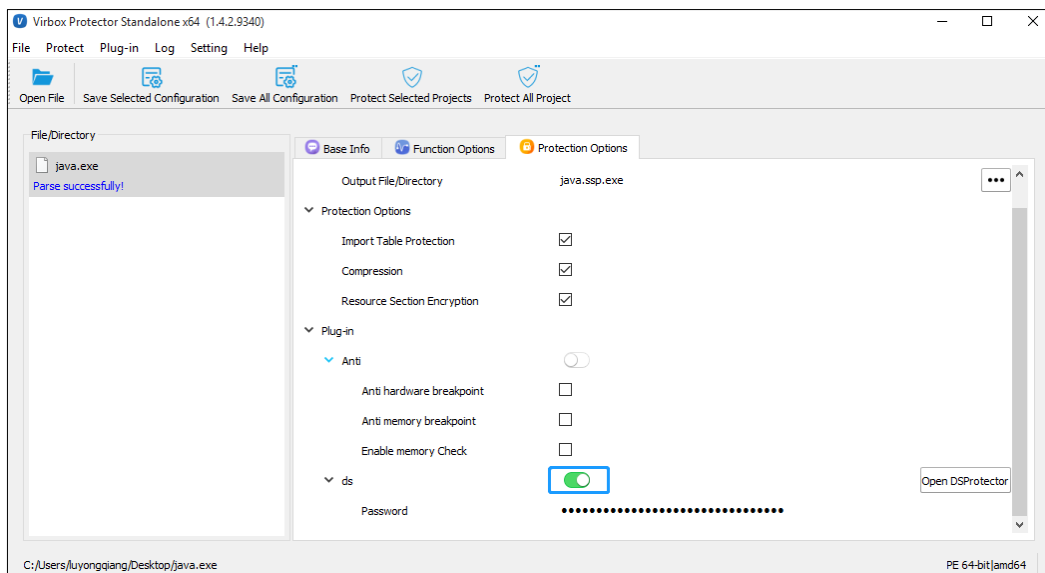 Virbox Protector Standalone x64 (1.4.2.9340)
File Protect Plug-in Log Setting Help
Open File Save Selected Configuration Save All Configuration Protect Selected Projects Protect All Project
File/Directory
java.exe
Parse successfully!
Base Info Function Options Protection Options
Output File/Directory java.ssp.exe •••
Protection Options
Import Table Protection
Compression
Resource Section Encryption
Plug-in
Anti
Anti hardware breakpoint
Anti memory breakpoint
Enable memory Check
ds Open DSProtector
Password ••••••••••••••••••••••••••••••••
C:/Users/luyongqiang/Desktop/java.exe PE 64-bit|amd64